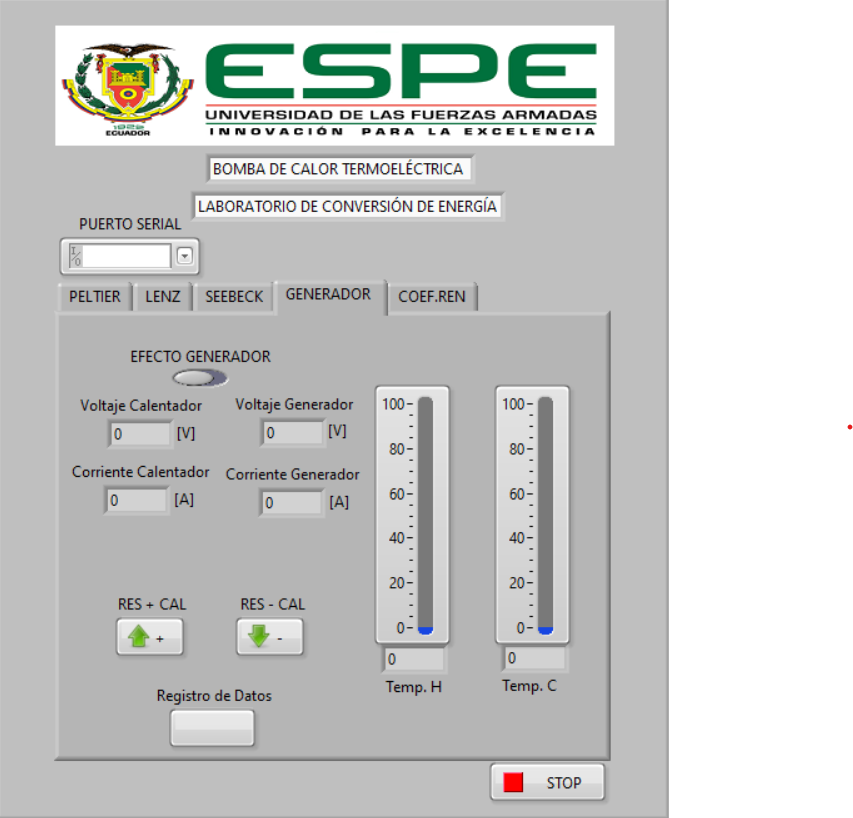 ESPE
UNIVERSIDAD DE LAS FUERZAS ARMADAS
INNOVACIÓN PARA LA EXCELENCIA
1922
ECUADOR
BOMBA DE CALOR TERMOELÉCTRICA
LABORATORIO DE CONVERSIÓN DE ENERGÍA
PUERTO SERIAL
I/O
PELTIER LENZ SEEBECK GENERADOR COEF.REN
EFECTO GENERADOR
Voltaje Calentador Voltaje Generador
0 [V] 0 [V]
Corriente Calentador Corriente Generador
0 [A] 0 [A]
100 100
80 80
60 60
40 40
20 20
0 0
0 0
Temp. H Temp. C
RES + CAL RES - CAL
+ -
Registro de Datos
STOP